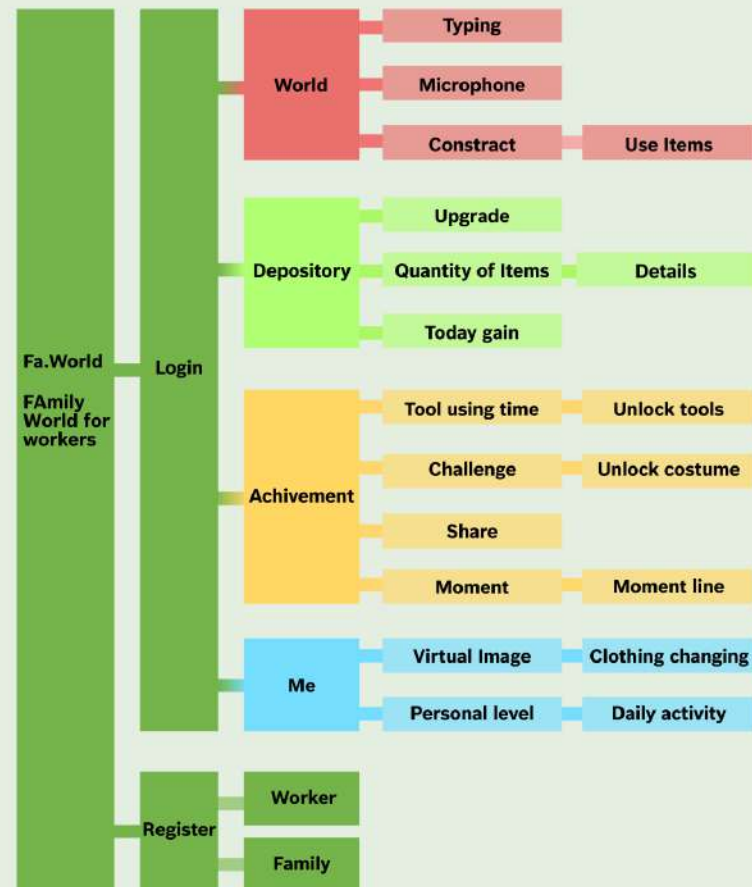 Fa.World
FAmily
World for
workers
Login
World
Typing
Microphone
Constract
Use Items
Depository
Upgrade
Quantity of Items
Details
Today gain
Achivement
Tool using time
Unlock tools
Challenge
Unlock costume
Share
Moment
Moment line
Me
Virtual Image
Clothing changing
Personal level
Daily activity
Register
Worker
Family